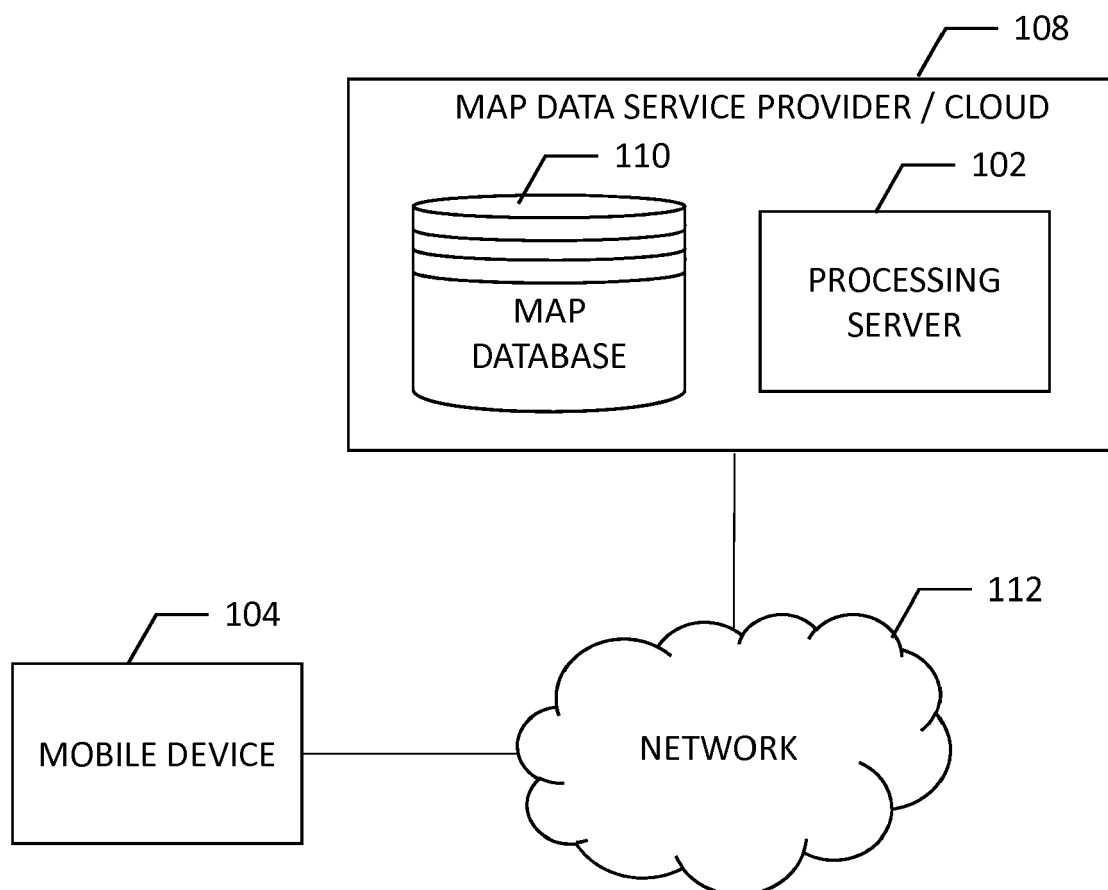 108
MAP DATA SERVICE PROVIDER / CLOUD
110
102
MAP
DATABASE
PROCESSING
SERVER
112
104
MOBILE DEVICE
NETWORK